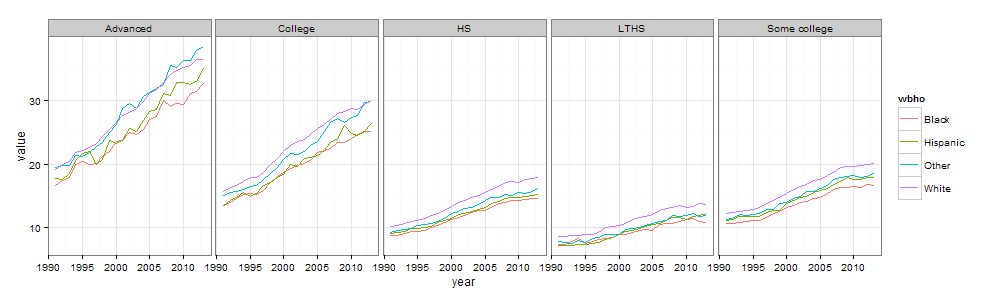 Advanced College HS LTHS Some college
30
20
10
value
1990 1995 2000 2005 2010 1990 1995 2000 2005 2010 1990 1995 2000 2005 2010 1990 1995 2000 2005 2010 1990 1995 2000 2005 2010
year
wbho
Black
Hispanic
Other
White